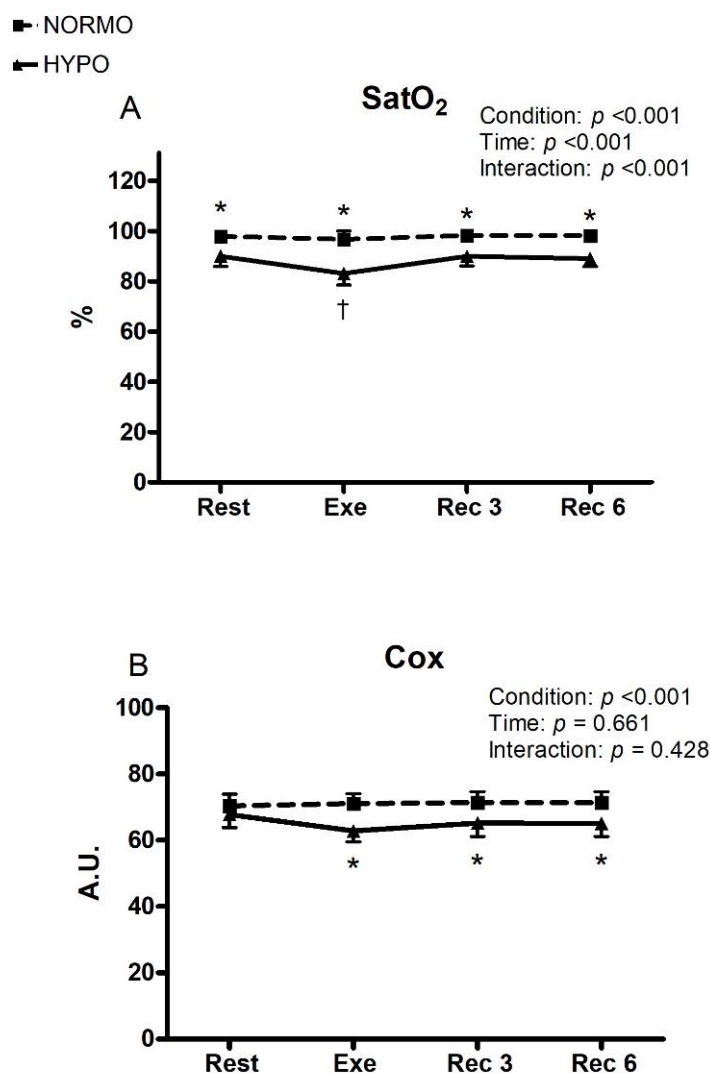 NORMO
HYPO
A
SatO₂
Condition: p <0.001
Time: p <0.001
Interaction: p <0.001
120
*
*
*
*
100
80
†
%
60
40
20
0
Rest Exe Rec 3 Rec 6
B
Cox
Condition: p <0.001
Time: p = 0.661
Interaction: p = 0.428
100
80
60
*
*
*
A.U.
40
20
0
Rest Exe Rec 3 Rec 6